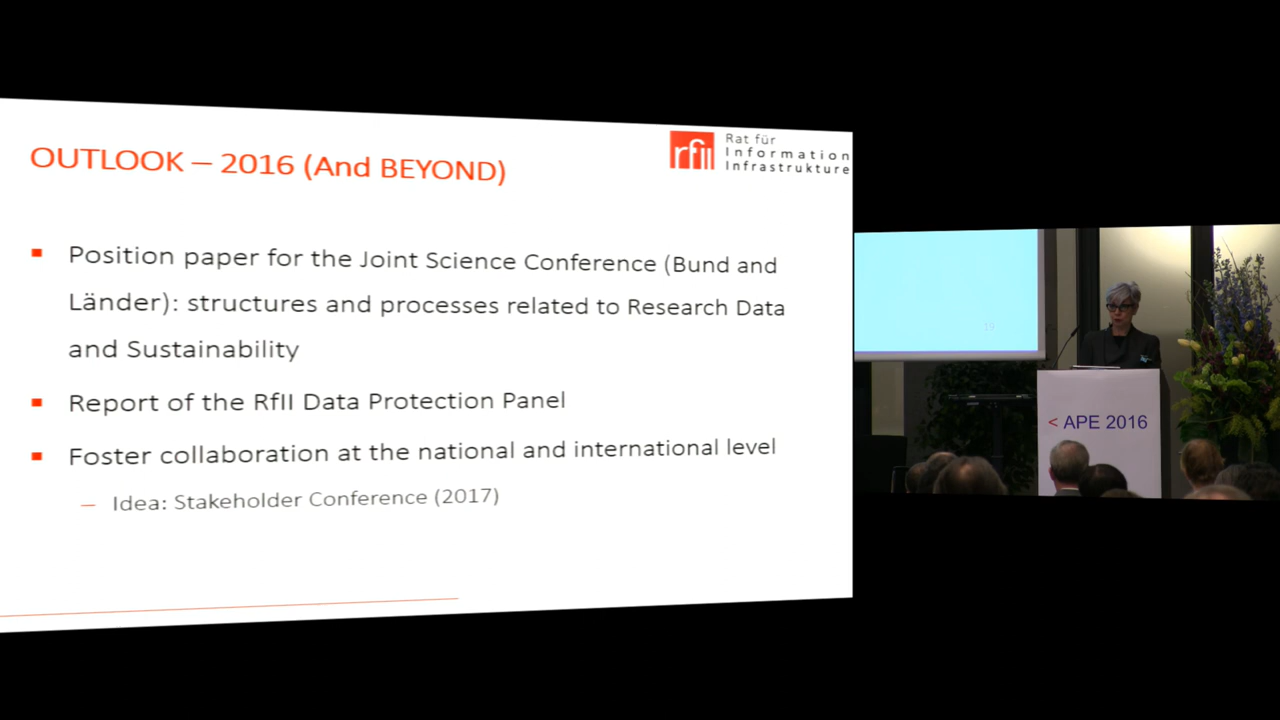 OUTLOOK – 2016 (And BEYOND)
rfII
Rat für
Information
Infrastrukture
Position paper for the Joint Science Conference (Bund and
Länder): structures and processes related to Research Data
and Sustainability
Report of the RfII Data Protection Panel
Foster collaboration at the national and international level
– Idea: Stakeholder Conference (2017)
19
< APE 2016